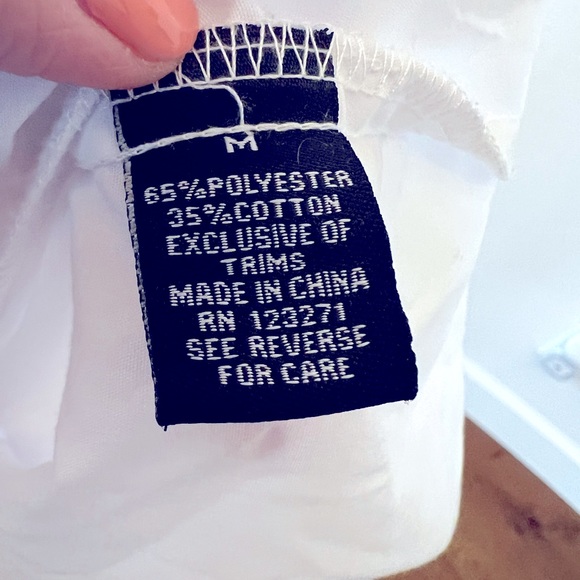 M
65%POLYESTER
35%COTTON
EXCLUSIVE OF
TRIMS
MADE IN CHINA
RN 123271
SEE REVERSE
FOR CARE